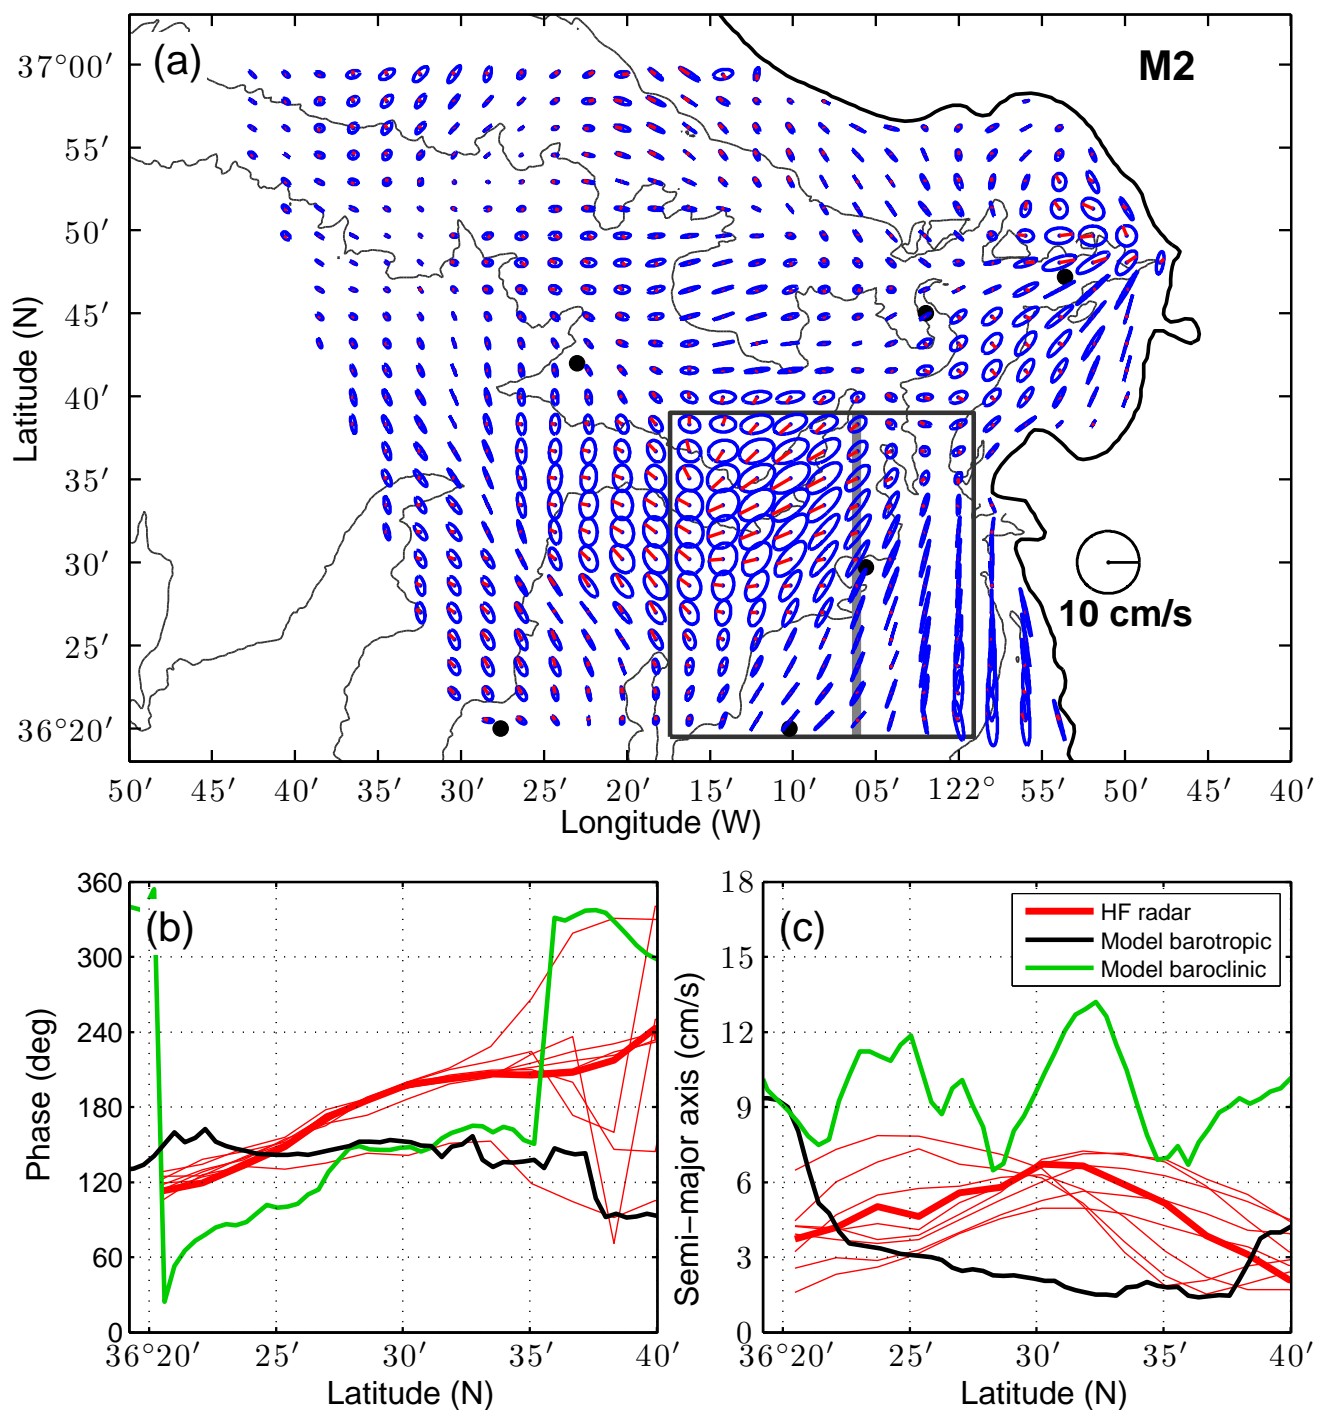 (a)
M2
37°00′
55′
50′
45′
40′
35′
30′
25′
36°20′
Latitude (N)
10 cm/s
50′ 45′ 40′ 35′ 30′ 25′ 20′ 15′ 10′ 05′ 122° 55′ 50′ 45′ 40′
Longitude (W)
(b)
360
300
240
180
120
60
0
Phase (deg)
36°20′ 25′ 30′ 35′ 40′
Latitude (N)
(c)
18
15
12
9
6
3
0
Semi−major axis (cm/s)
HF radar
Model barotropic
Model baroclinic
36°20′ 25′ 30′ 35′ 40′
Latitude (N)